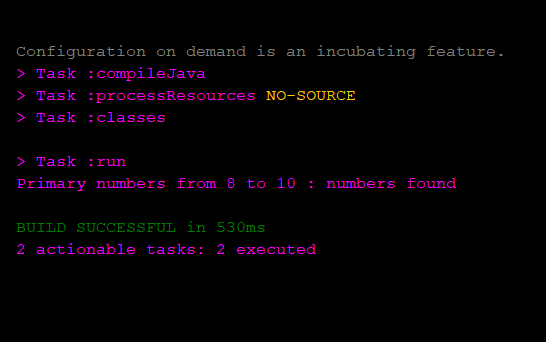 Configuration on demand is an incubating feature.
> Task :compileJava
> Task :processResources NO-SOURCE
> Task :classes
> Task :run
Primary numbers from 8 to 10 : numbers found
BUILD SUCCESSFUL in 530ms
2 actionable tasks: 2 executed